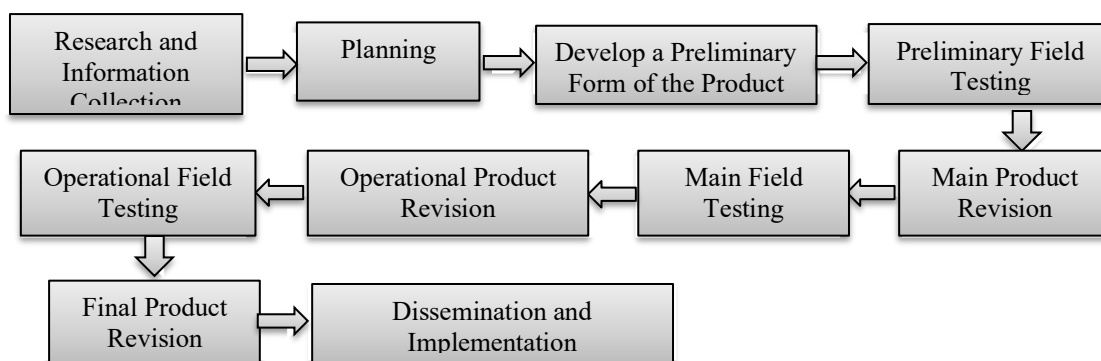 Research and
Information
Collection
Planning
Develop a Preliminary
Form of the Product
Preliminary Field
Testing
Main Product
Revision
Main Field
Testing
Operational Product
Revision
Operational Field
Testing
Final Product
Revision
Dissemination and
Implementation